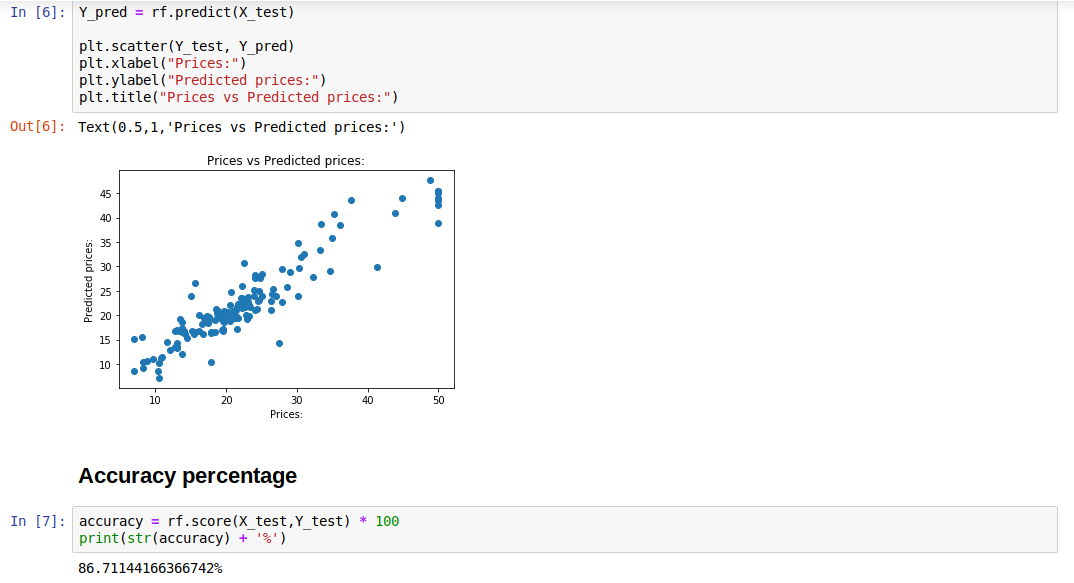 In [6]: Y_pred = rf.predict(X_test)
plt.scatter(Y_test, Y_pred)
plt.xlabel("Prices:")
plt.ylabel("Predicted prices:")
plt.title("Prices vs Predicted prices:")
Out[6]: Text(0.5,1,'Prices vs Predicted prices:')
Prices vs Predicted prices:
45
40
35
30
25
20
15
10
Predicted prices:
10 20 30 40 50
Prices:
Accuracy percentage
In [7]: accuracy = rf.score(X_test,Y_test) * 100
print(str(accuracy) + '%')
86.71144166366742%